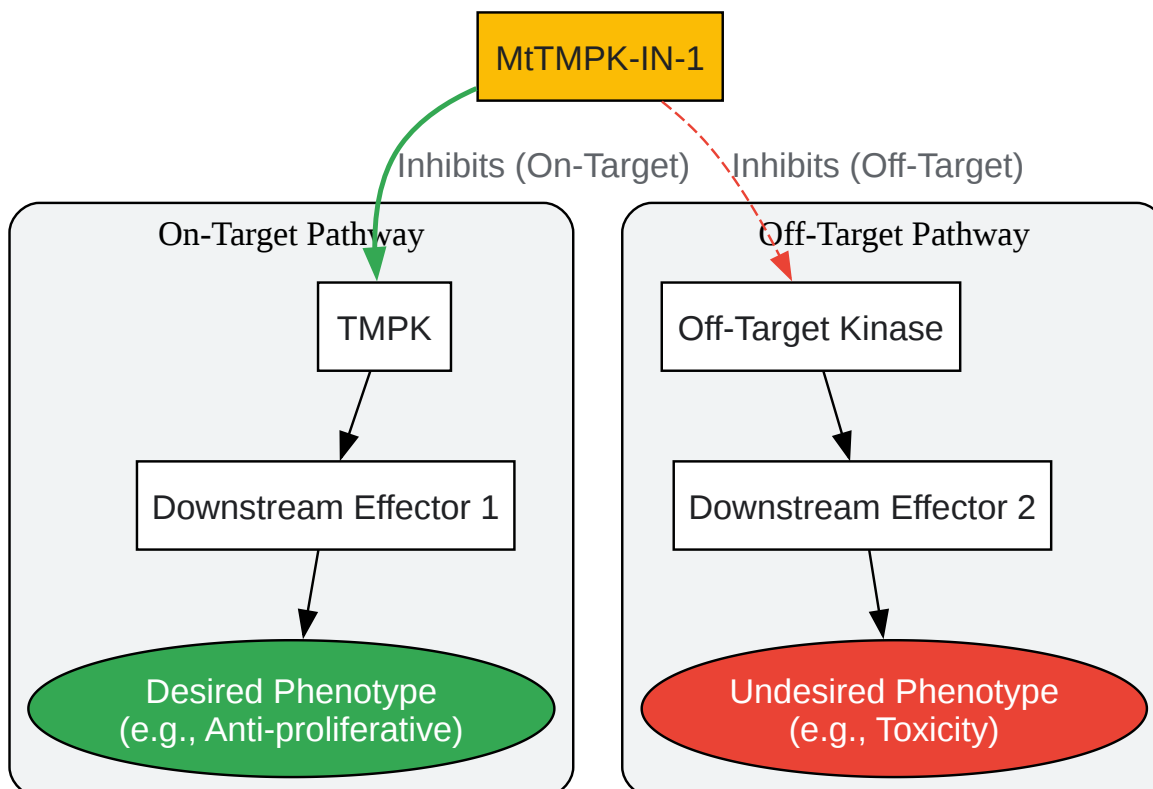 MtTMPK-IN-1
Inhibits (On-Target)
Inhibits (Off-Target)
On-Target Pathway
Off-Target Pathway
TMPK
Off-Target Kinase
Downstream Effector 1
Downstream Effector 2
Desired Phenotype
(e.g., Anti-proliferative)
Undesired Phenotype
(e.g., Toxicity)